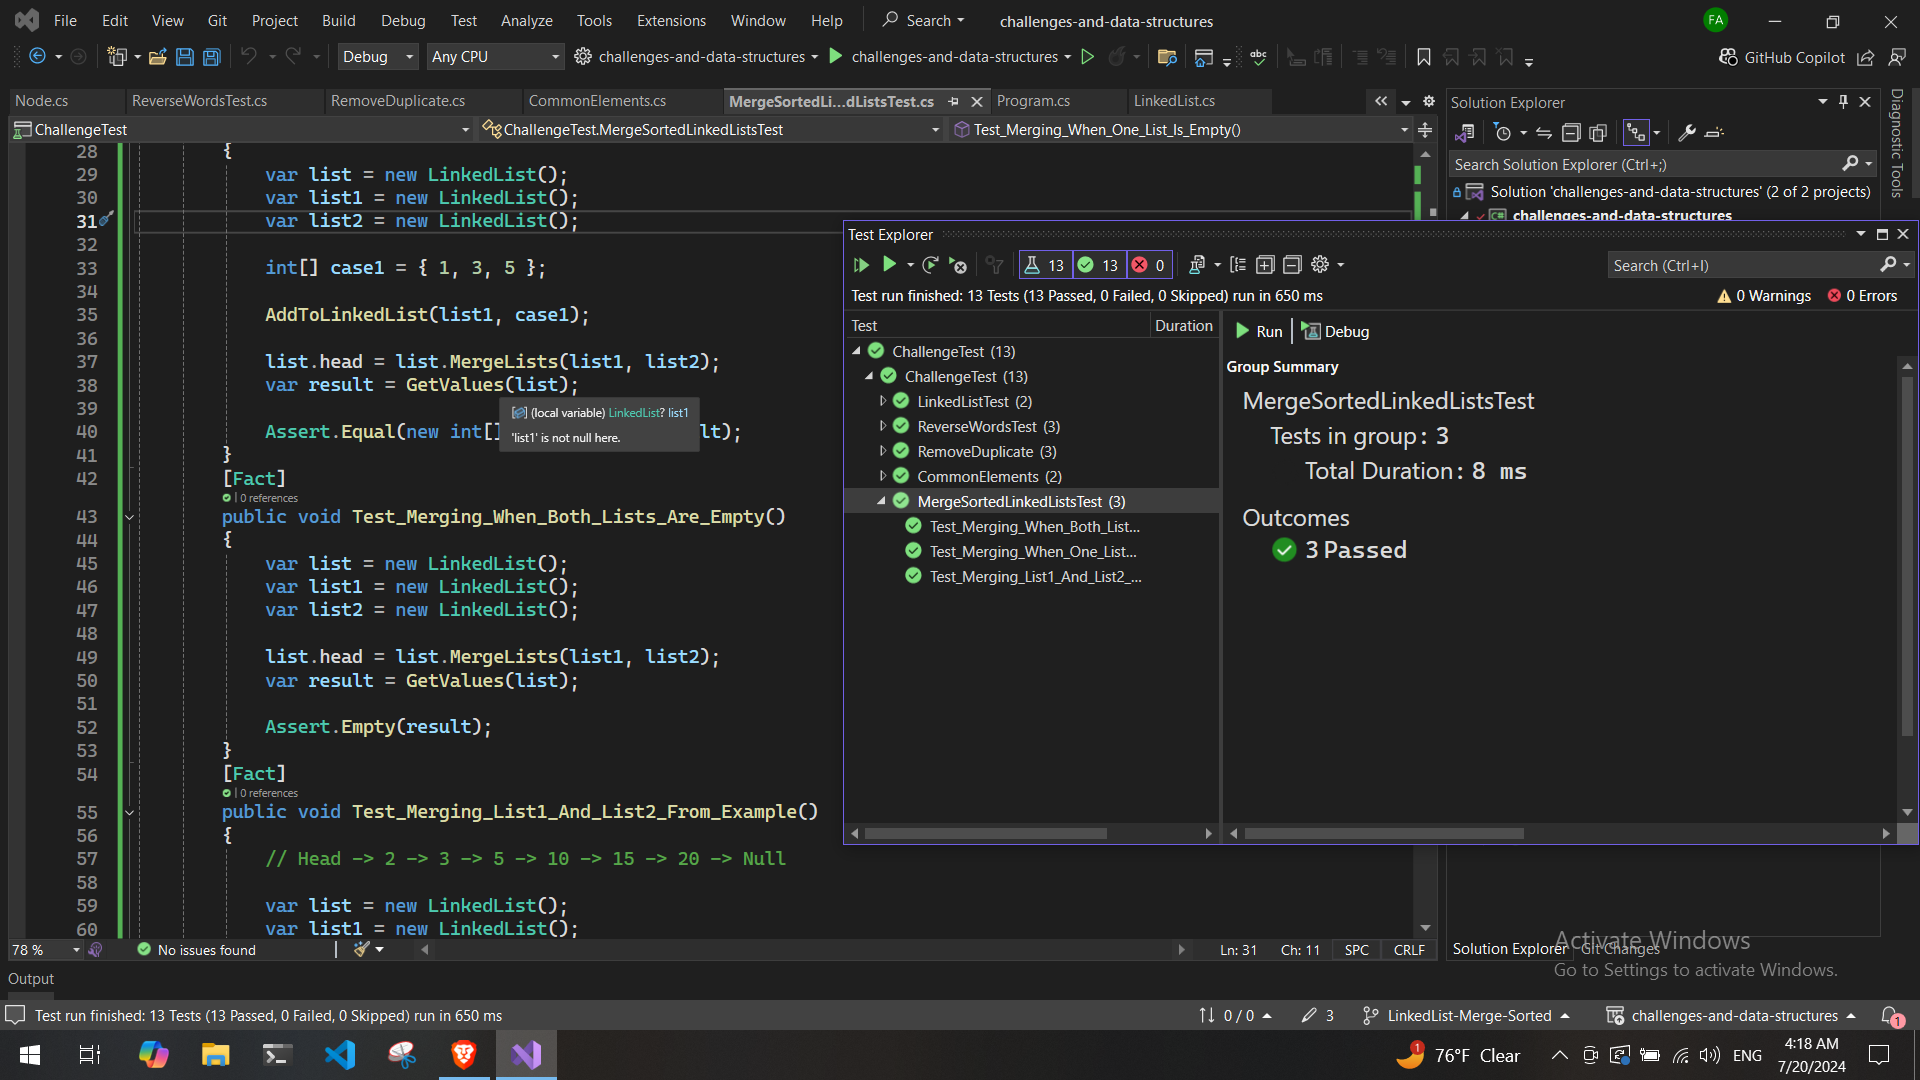 File Edit View Git Project Build Debug Test Analyze Tools Extensions Window Help Search challenges-and-data-structures FA
Debug Any CPU challenges-and-data-structures challenges-and-data-structures abc GitHub Copilot
Node.cs ReverseWordsTest.cs RemoveDuplicate.cs CommonElements.cs MergeSortedLi...dListsTest.cs Program.cs LinkedList.cs
ChallengeTest ChallengeTest.MergeSortedLinkedListsTest Test_Merging_When_One_List_Is_Empty()
28 {
29 var list = new LinkedList();
30 var list1 = new LinkedList();
31 var list2 = new LinkedList();
32
33 int[] case1 = { 1, 3, 5 };
34
35 AddToLinkedList(list1, case1);
36
37 list.head = list.MergeLists(list1, list2);
38 var result = GetValues(list);
39
(local variable) LinkedList? list1
'list1' is not null here.
40 Assert.Equal(new int[] lt);
41 }
42 [Fact]
| 0 references
43 public void Test_Merging_When_Both_Lists_Are_Empty()
44 {
45 var list = new LinkedList();
46 var list1 = new LinkedList();
47 var list2 = new LinkedList();
48
49 list.head = list.MergeLists(list1, list2);
50 var result = GetValues(list);
51
52 Assert.Empty(result);
53 }
54 [Fact]
| 0 references
55 public void Test_Merging_List1_And_List2_From_Example()
56 {
57 // Head -> 2 -> 3 -> 5 -> 10 -> 15 -> 20 -> Null
58
59 var list = new LinkedList();
60 var list1 = new LinkedList();
78 % No issues found Ln: 31 Ch: 11 SPC CRLF
Solution Explorer
Search Solution Explorer (Ctrl+;)
Solution 'challenges-and-data-structures' (2 of 2 projects)
challenges-and-data-structures
Diagnostic Tools
Test Explorer
13 13 0 Search (Ctrl+I)
Test run finished: 13 Tests (13 Passed, 0 Failed, 0 Skipped) run in 650 ms 0 Warnings 0 Errors
Test Duration
ChallengeTest (13)
ChallengeTest (13)
LinkedListTest (2)
ReverseWordsTest (3)
RemoveDuplicate (3)
CommonElements (2)
MergeSortedLinkedListsTest (3)
Test_Merging_When_Both_List...
Test_Merging_When_One_List...
Test_Merging_List1_And_List2_...
Run Debug
Group Summary
MergeSortedLinkedListsTest
Tests in group: 3
Total Duration: 8 ms
Outcomes
3 Passed
Solution Explorer Git Changes
Activate Windows
Go to Settings to activate Windows.
Output
Test run finished: 13 Tests (13 Passed, 0 Failed, 0 Skipped) run in 650 ms 0 / 0 3 LinkedList-Merge-Sorted challenges-and-data-structures 1
1 76°F Clear ENG 4:18 AM
7/20/2024